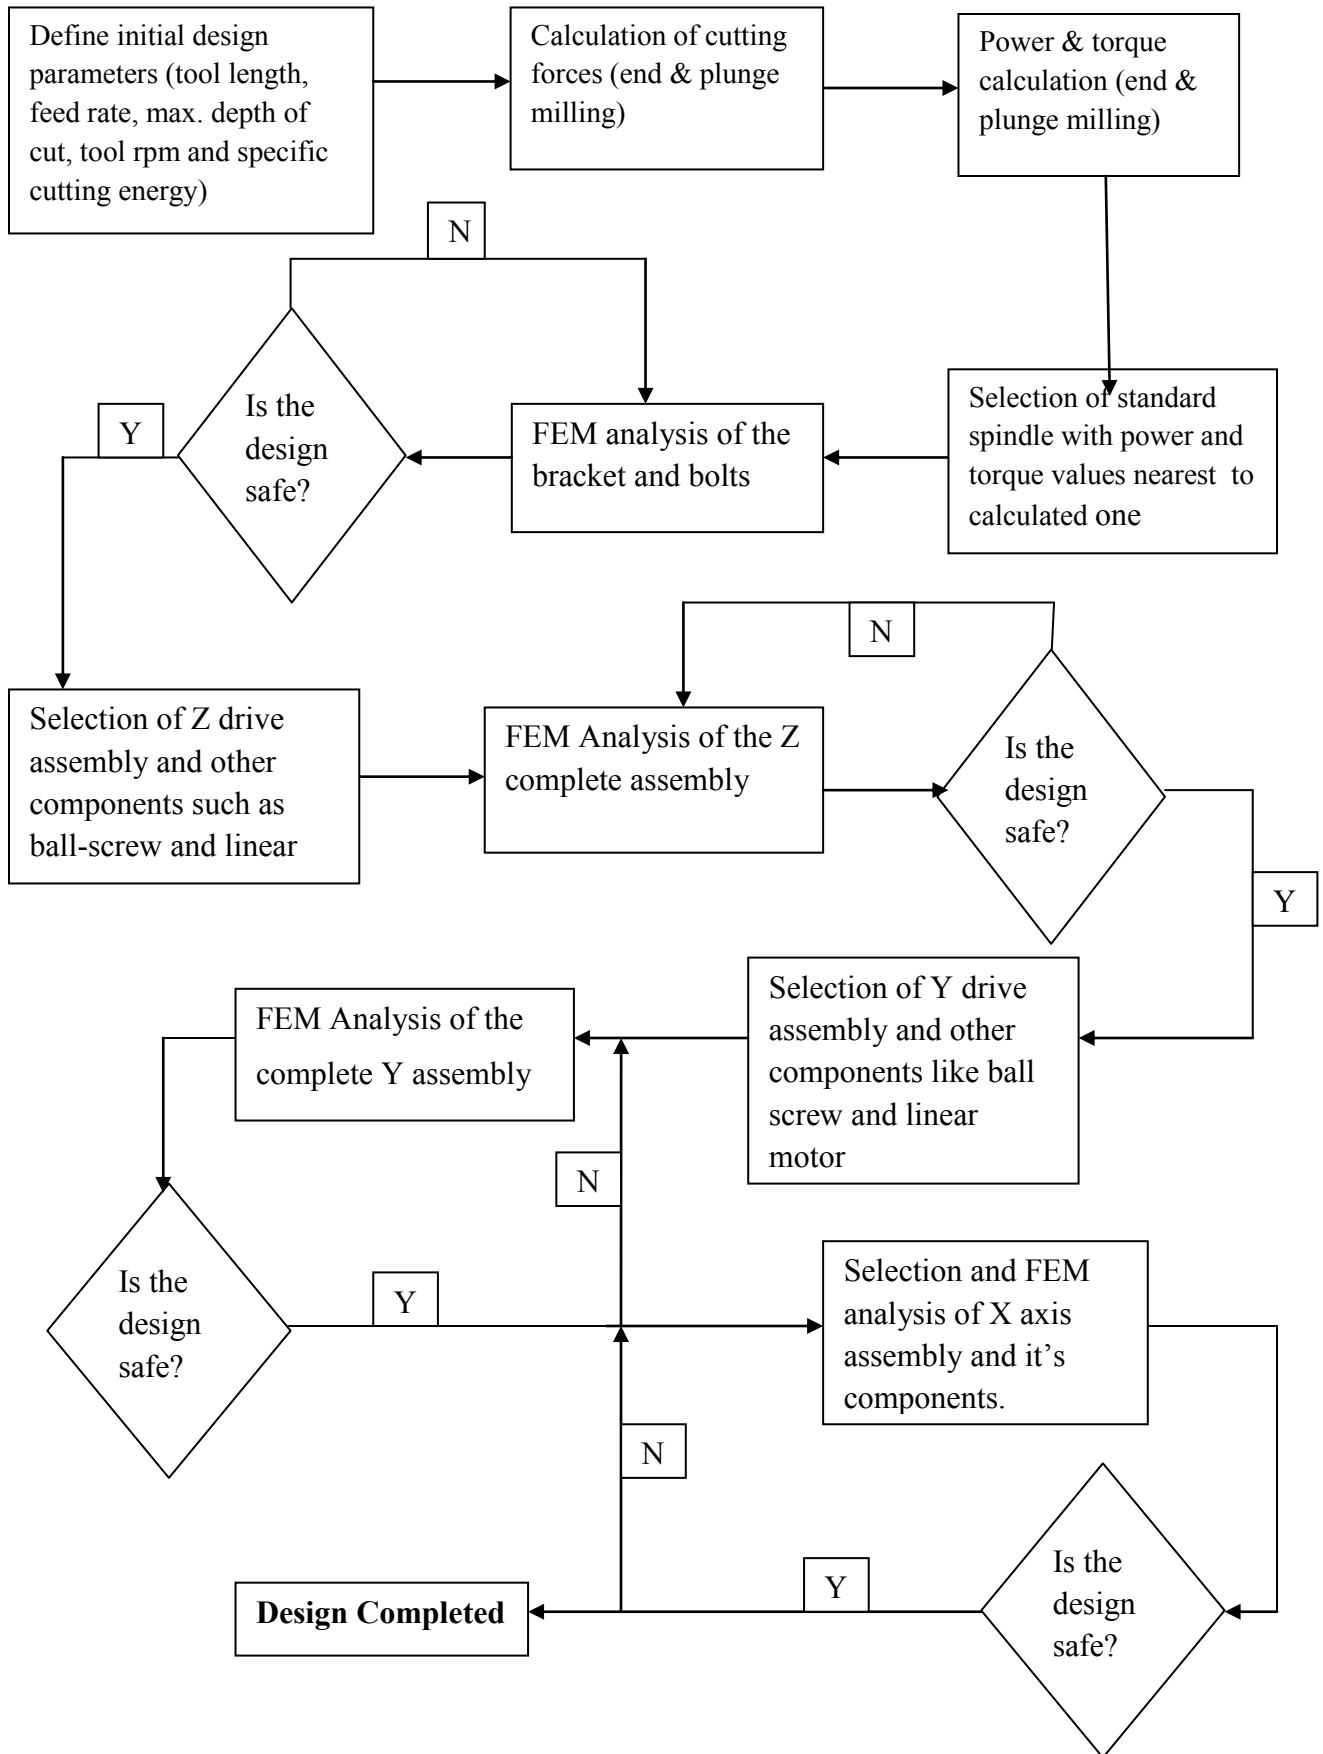 Define initial design
parameters (tool length,
feed rate, max. depth of
cut, tool rpm and specific
cutting energy)
Calculation of cutting
forces (end & plunge
milling)
Power & torque
calculation (end &
plunge milling)
N
Is the
design
safe?
Y
FEM analysis of the
bracket and bolts
Selection of standard
spindle with power and
torque values nearest to
calculated one
N
Selection of Z drive
assembly and other
components such as
ball-screw and linear
FEM Analysis of the Z
complete assembly
Is the
design
safe?
Y
FEM Analysis of the
complete Y assembly
Selection of Y drive
assembly and other
components like ball
screw and linear
motor
N
Is the
design
safe?
Y
Selection and FEM
analysis of X axis
assembly and it's
components.
N
Design Completed
Y
Is the
design
safe?